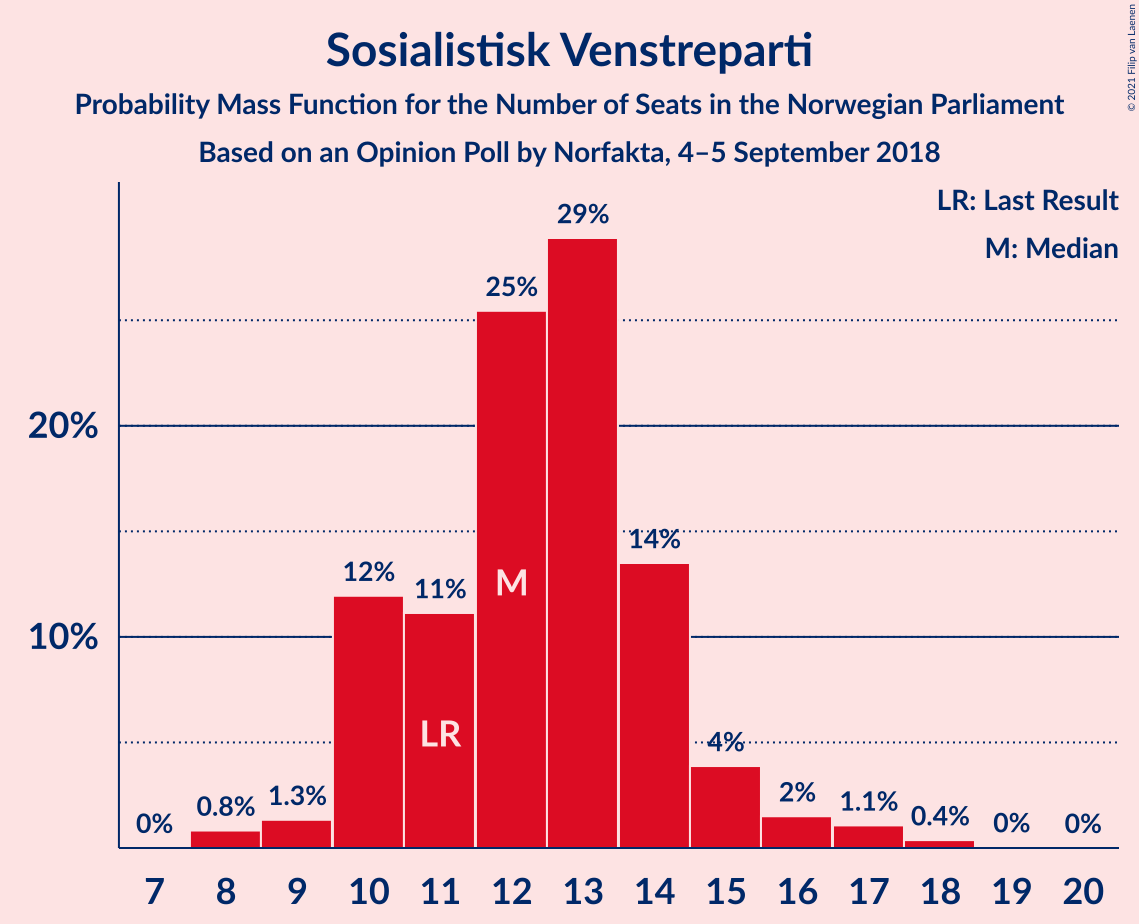 Sosialistisk Venstreparti
Probability Mass Function for the Number of Seats in the Norwegian Parliament
Based on an Opinion Poll by Norfakta, 4–5 September 2018
© 2021 Filip van Laenen
LR: Last Result
M: Median
29%
25%
20%
14%
12%
11%
M
10%
LR
4%
0%
0.8%
1.3%
2%
1.1%
0.4%
0%
0%
7 8 9 10 11 12 13 14 15 16 17 18 19 20